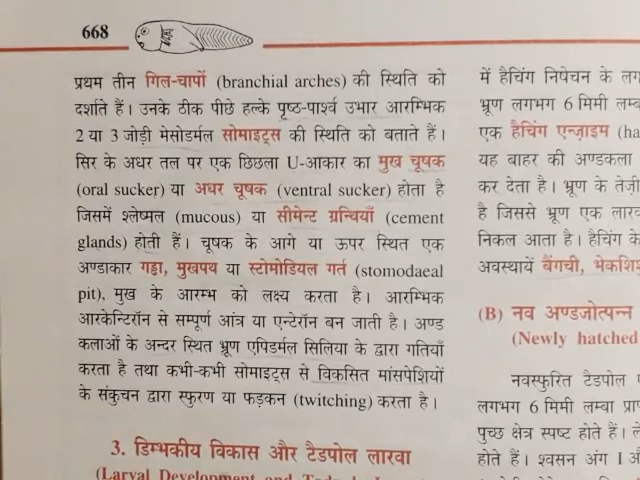 668
प्रथम तीन गिल-चापों (branchial arches) की स्थिति को
दर्शाते हैं। उनके ठीक पीछे हल्के पृष्ठ-पार्श्व उभार आरम्भिक
2 या 3 जोड़ी मेसोडर्मल सोमाइट्स की स्थिति को बताते हैं।
सिर के अधर तल पर एक छिछला U-आकार का मुख चूषक
(oral sucker) या अधर चूषक (ventral sucker) होता है
जिसमें श्लेष्मल (mucous) या सीमेन्ट ग्रन्थियाँ (cement
glands) होती हैं। चूषक के आगे या ऊपर स्थित एक
अण्डाकार गड्ढा, मुखपथ या स्टोमोडियल गर्त (stomodaeal
pit), मुख के आरम्भ को लक्ष्य करता है। आरम्भिक
आरकेन्टिरॉन से सम्पूर्ण आंत्र या एन्टेरॉन बन जाती है। अण्ड
कलाओं के अन्दर स्थित भ्रूण एपिडर्मल सिलिया के द्वारा गतियाँ
करता है तथा कभी-कभी सोमाइट्स से विकसित मांसपेशियों
के संकुचन द्वारा स्फुरण या फड़कन (twitching) करता है।
3. डिम्भकीय विकास और टैडपोल लारवा
(Larval Development and
में हैचिंग निषेचन के
भ्रूण लगभग 6 मिमी
एक हैचिंग एन्ज़ाइम
यह बाहर की अण्डकला
कर देता है। भ्रूण के
है जिससे भ्रूण एक
निकल आता है। हैचिंग के
अवस्थायें बैंगची,
(B) नव अण्डजोत्पन्न
(Newly hatched
नवस्फुरित टैडपोल
लगभग 6 मिमी लम्बा
पुच्छ क्षेत्र स्पष्ट होते हैं।
होते हैं। श्वसन अंग